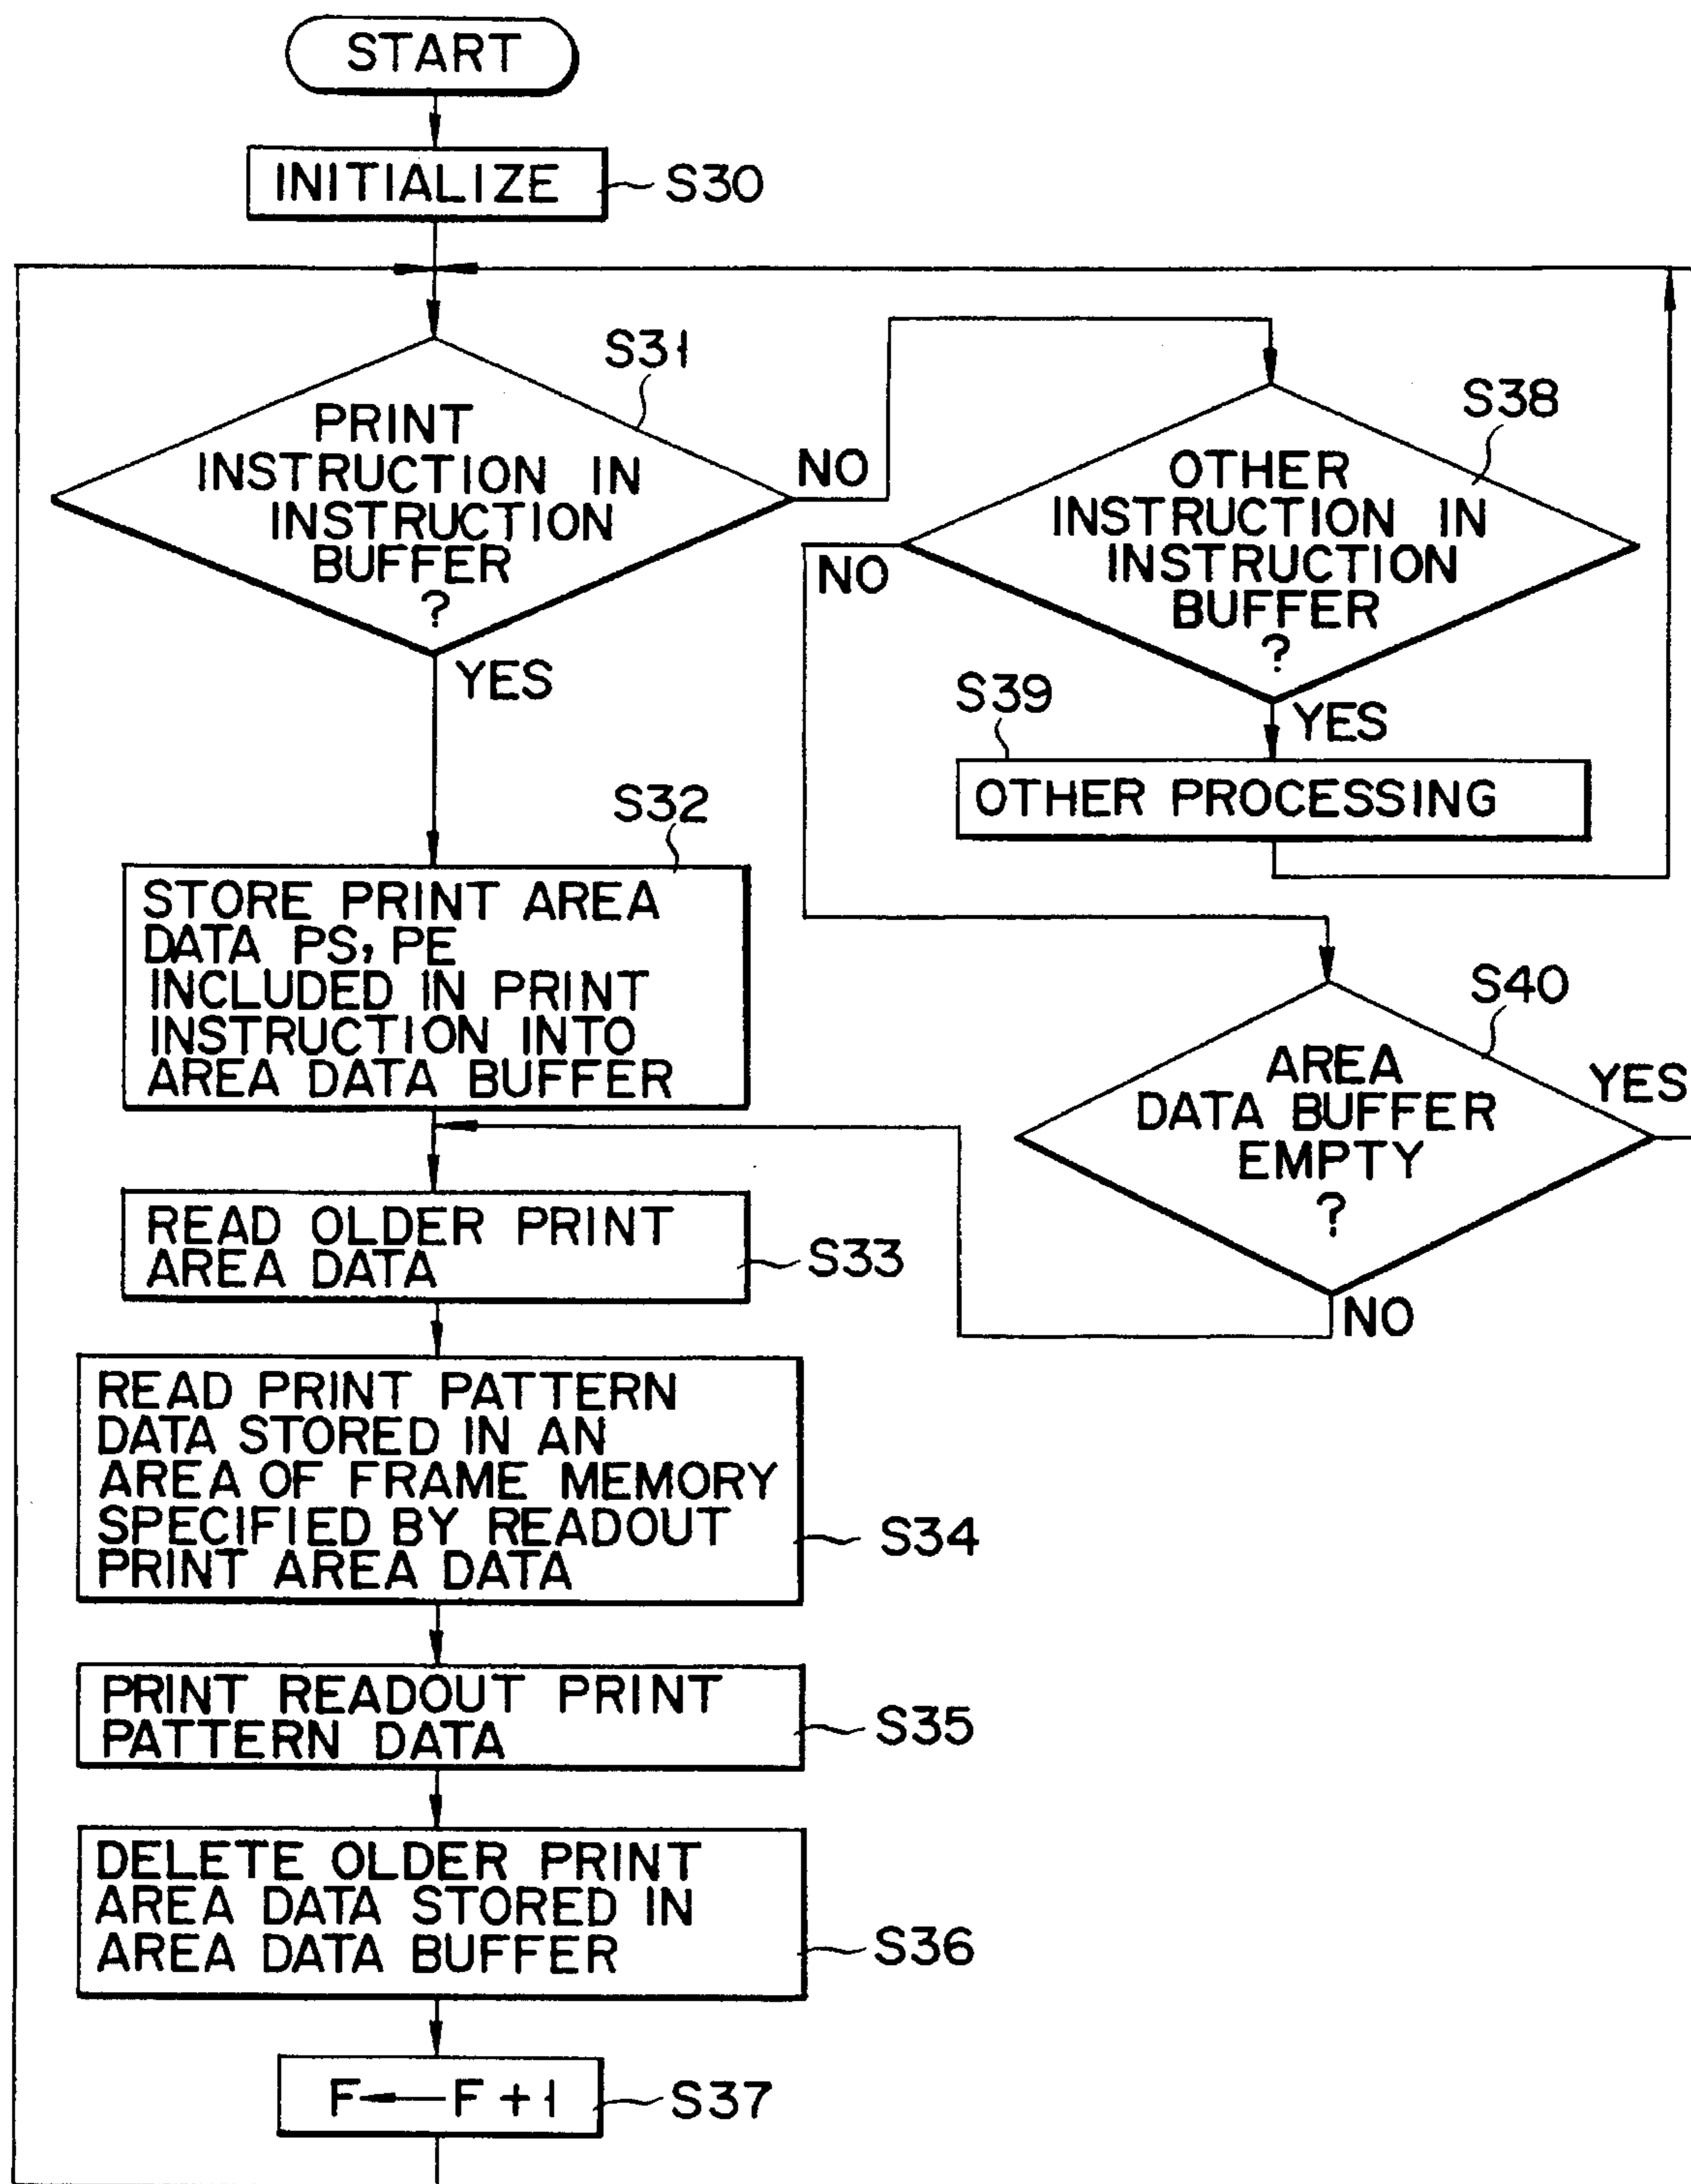 START
INITIALIZE
S30
S31
PRINT
INSTRUCTION IN
INSTRUCTION
BUFFER
?
NO
YES
S38
OTHER
INSTRUCTION IN
INSTRUCTION
BUFFER
?
NO
YES
S39
OTHER PROCESSING
S32
STORE PRINT AREA
DATA PS, PE
INCLUDED IN PRINT
INSTRUCTION INTO
AREA DATA BUFFER
S40
AREA
DATA BUFFER
EMPTY
?
YES
NO
READ OLDER PRINT
AREA DATA
S33
READ PRINT PATTERN
DATA STORED IN AN
AREA OF FRAME MEMORY
SPECIFIED BY READOUT
PRINT AREA DATA
S34
PRINT READOUT PRINT
PATTERN DATA
S35
DELETE OLDER PRINT
AREA DATA STORED IN
AREA DATA BUFFER
S36
F←F+1
S37